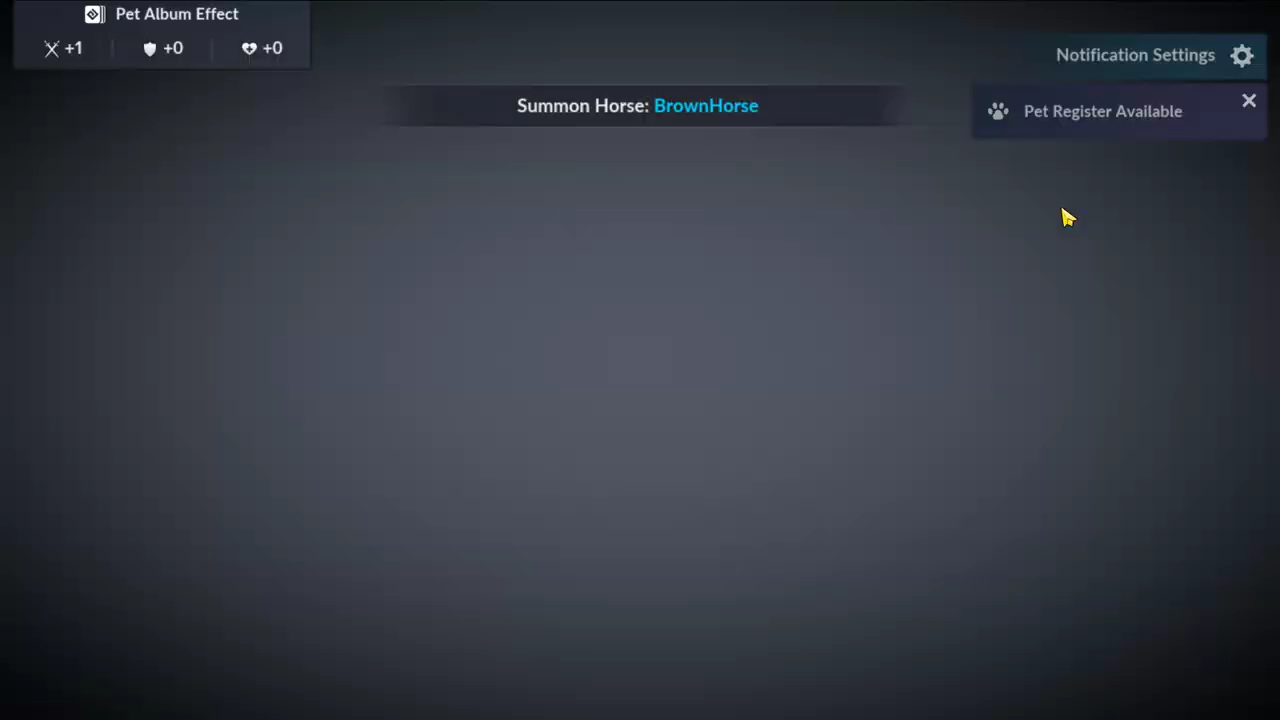 Pet Album Effect
+1 +0 +0
Notification Settings
Summon Horse: BrownHorse
Pet Register Available